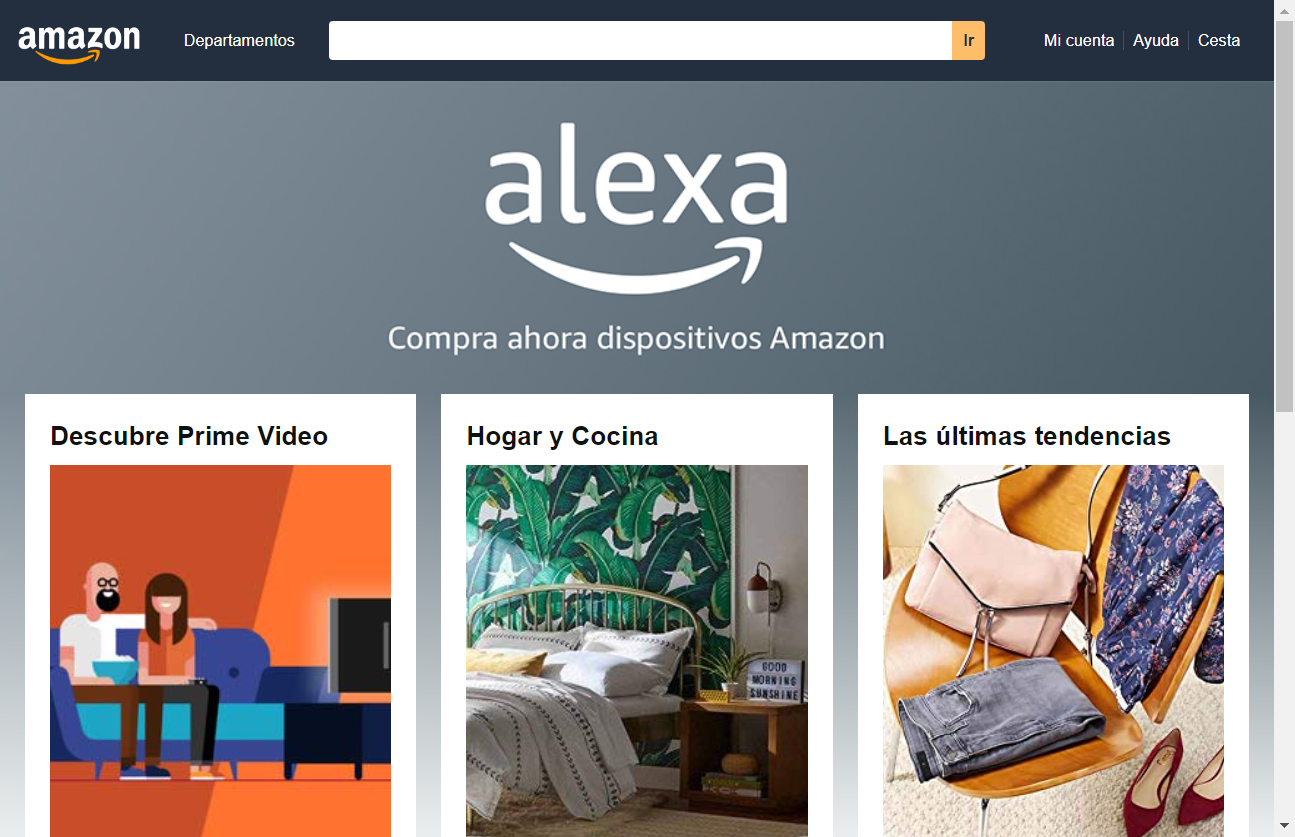 amazon
Departamentos
Ir
Mi cuenta
Ayuda
Cesta
alexa
Compra ahora dispositivos Amazon
Descubre Prime Video
Hogar y Cocina
Las últimas tendencias
GOOD
MORNING
SUNSHINE